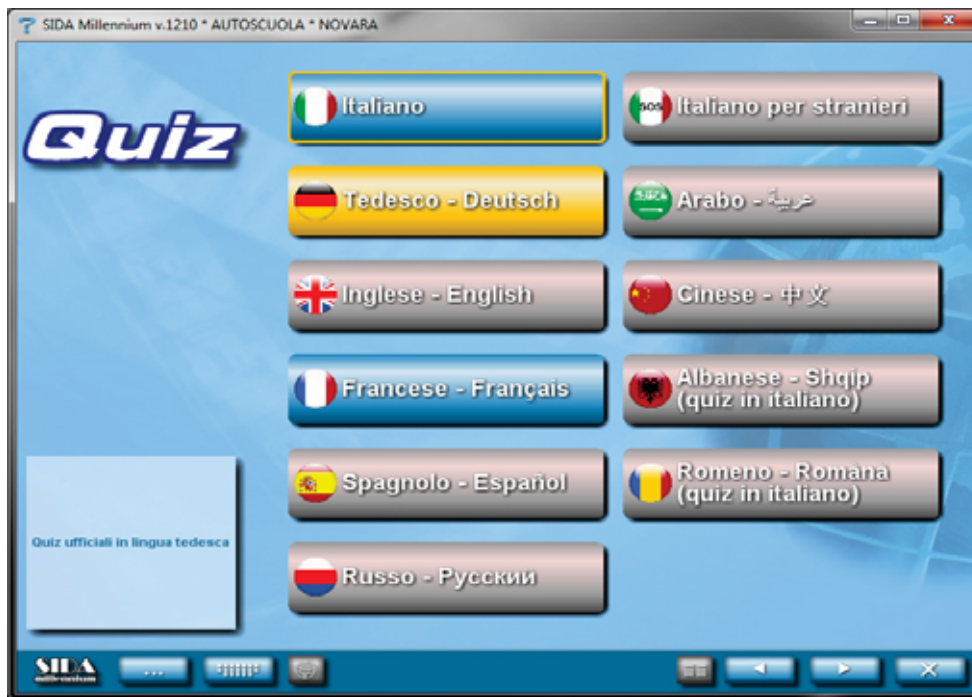 SIDA Millennium v.1210 * AUTOSCUOLA * NOVARA
Quiz
Italiano
Tedesco - Deutsch
Inglese - English
Francese - Français
Spagnolo - Español
Russo - Русский
SOS Italiano per stranieri
Arabo - عربية
Cinese - 中文
Albanese - Shqip
(quiz in italiano)
Romeno - Romana
(quiz in italiano)
Quiz ufficiali in lingua tedesca
SIDA
millennium
...